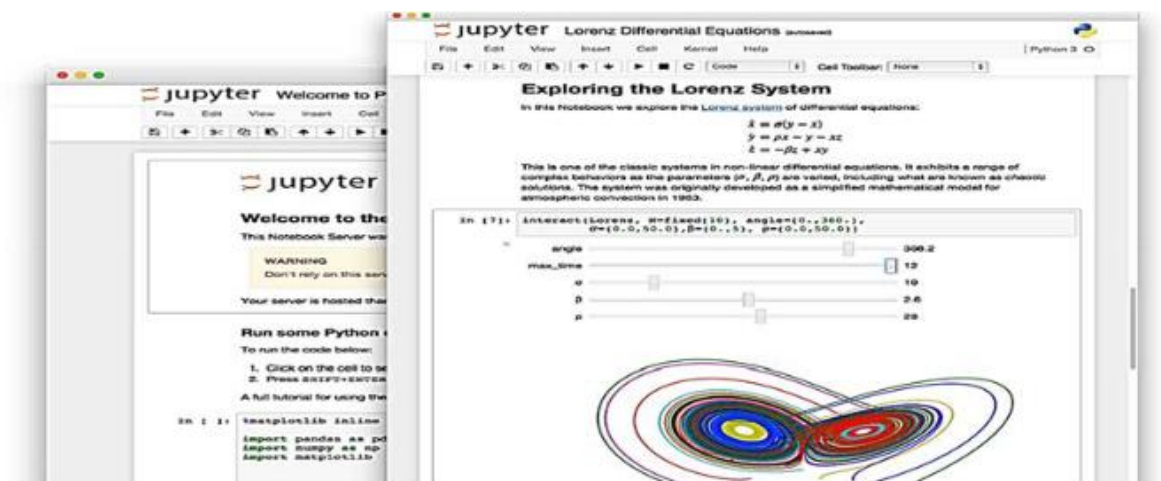 jupyter Welcome to P
File Edit View Insert Cell
jupyter
Welcome to the
This Notebook Server was
WARNING
Don't rely on this serv
Your server is hosted than
Run some Python
To run the code below:
1. Click on the cell to se
2. Press SHIFT+ENTER
A full tutorial for using the
In [ ]: %matplotlib inline
import pandas as pd
import numpy as np
import matplotlib
jupyter Lorenz Differential Equations autosaved
File Edit View Insert Cell Kernel Help
Python 3
Code
Cell Toolbar: None
Exploring the Lorenz System
In this Notebook we explore the Lorenz system of differential equations:
ẋ = σ(y − x)
ẏ = ρx − y − xz
ż = −βz + xy
This is one of the classic systems in non-linear differential equations. It exhibits a range of
complex behaviors as the parameters (σ, β, ρ) are varied, including what are known as chaotic
solutions. The system was originally developed as a simplified mathematical model for
atmospheric convection in 1963.
In [7]: interact(Lorenz, N=fixed(10), angle=(0.,360.),
σ=(0.0,50.0),β=(0.,5), ρ=(0.0,50.0))
angle 308.2
max_time 12
σ 10
β 2.6
ρ 28